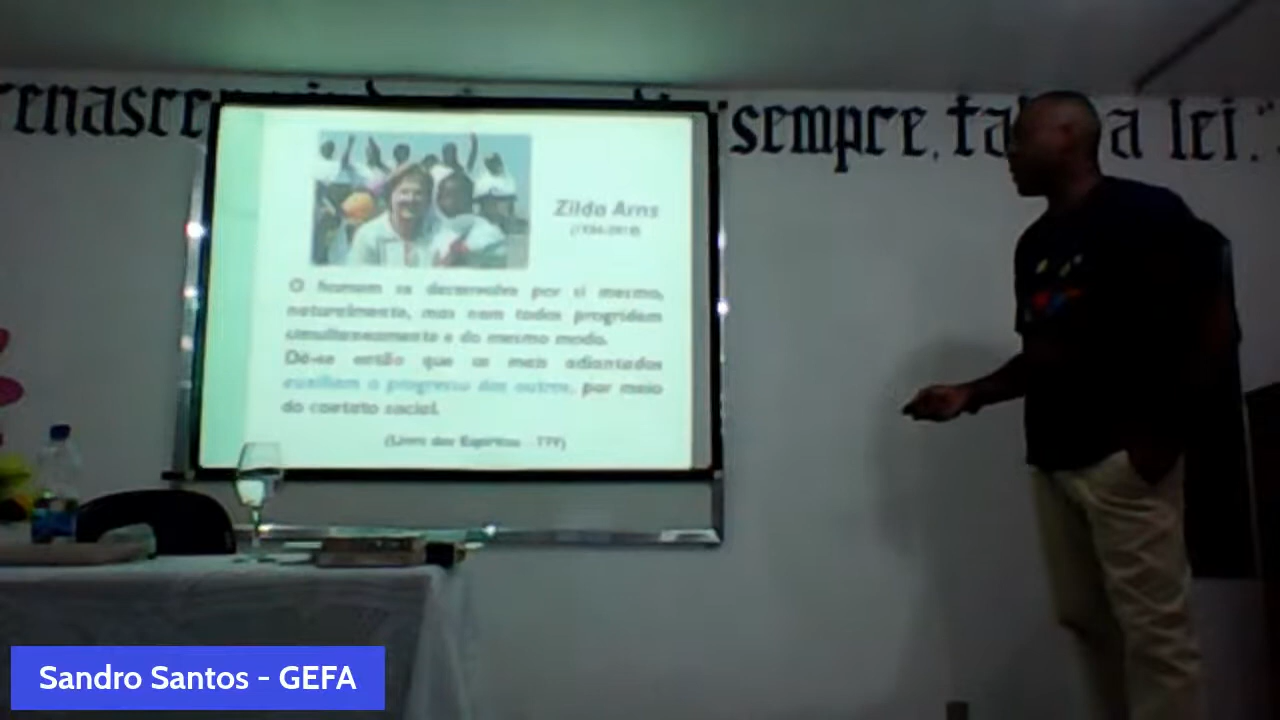 renascer
"sempre, tal a lei."
Zilda Arns
(1934-2010)
O homem se desenvolve por si mesmo,
naturalmente, mas nem todos progridem
simultaneamente e do mesmo modo.
Dá-se então que os mais adiantados
auxiliam o progresso dos outros, por meio
do contato social.
(Livro dos Espíritos - 779)
Sandro Santos - GEFA